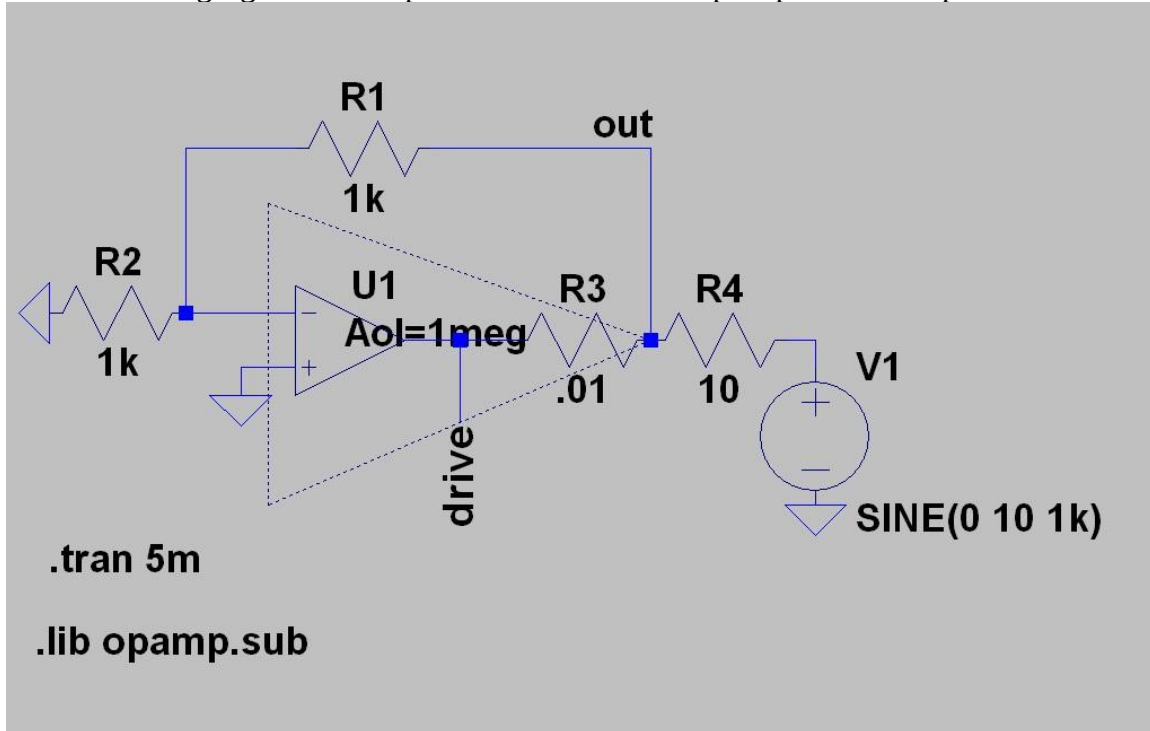 R1
out
1k
R2
U1
R3
R4
Aol=1meg
1k
.01
10
V1
drive
SINE(0 10 1k)
.tran 5m
.lib opamp.sub